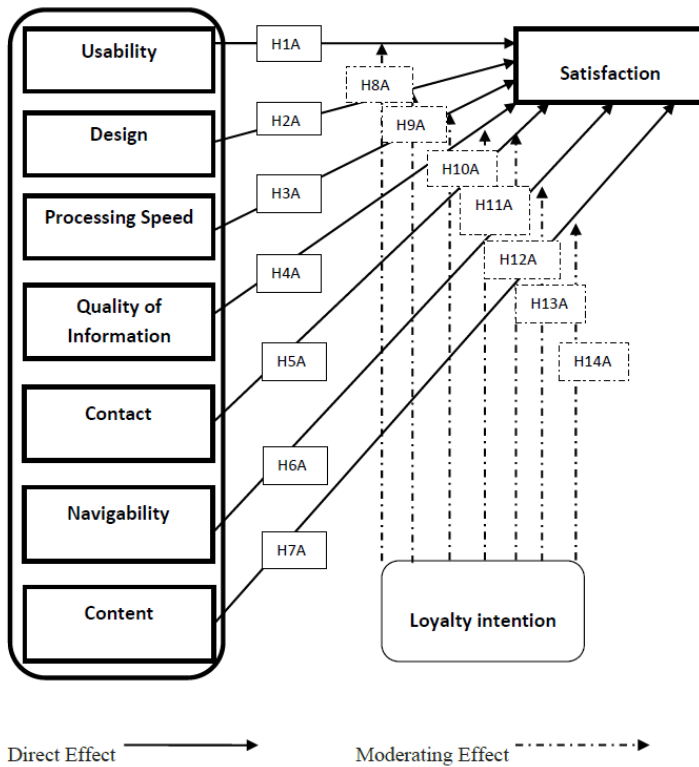 Usability
H1A
Satisfaction
H8A
Design
H2A
H9A
H10A
Processing Speed
H3A
H11A
Quality of
Information
H4A
H12A
H13A
Contact
H5A
H14A
Navigability
H6A
H7A
Content
Loyalty intention
Direct Effect
Moderating Effect